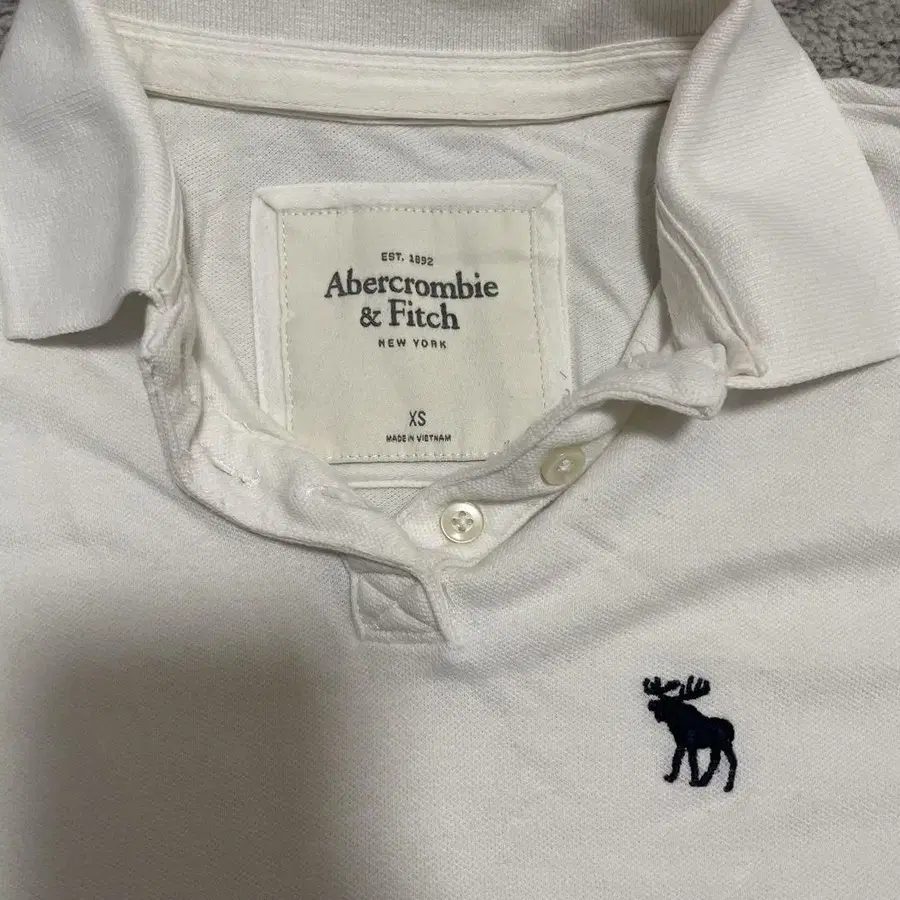 EST. 1892
Abercrombie
& Fitch
NEW YORK
XS
MADE IN VIETNAM